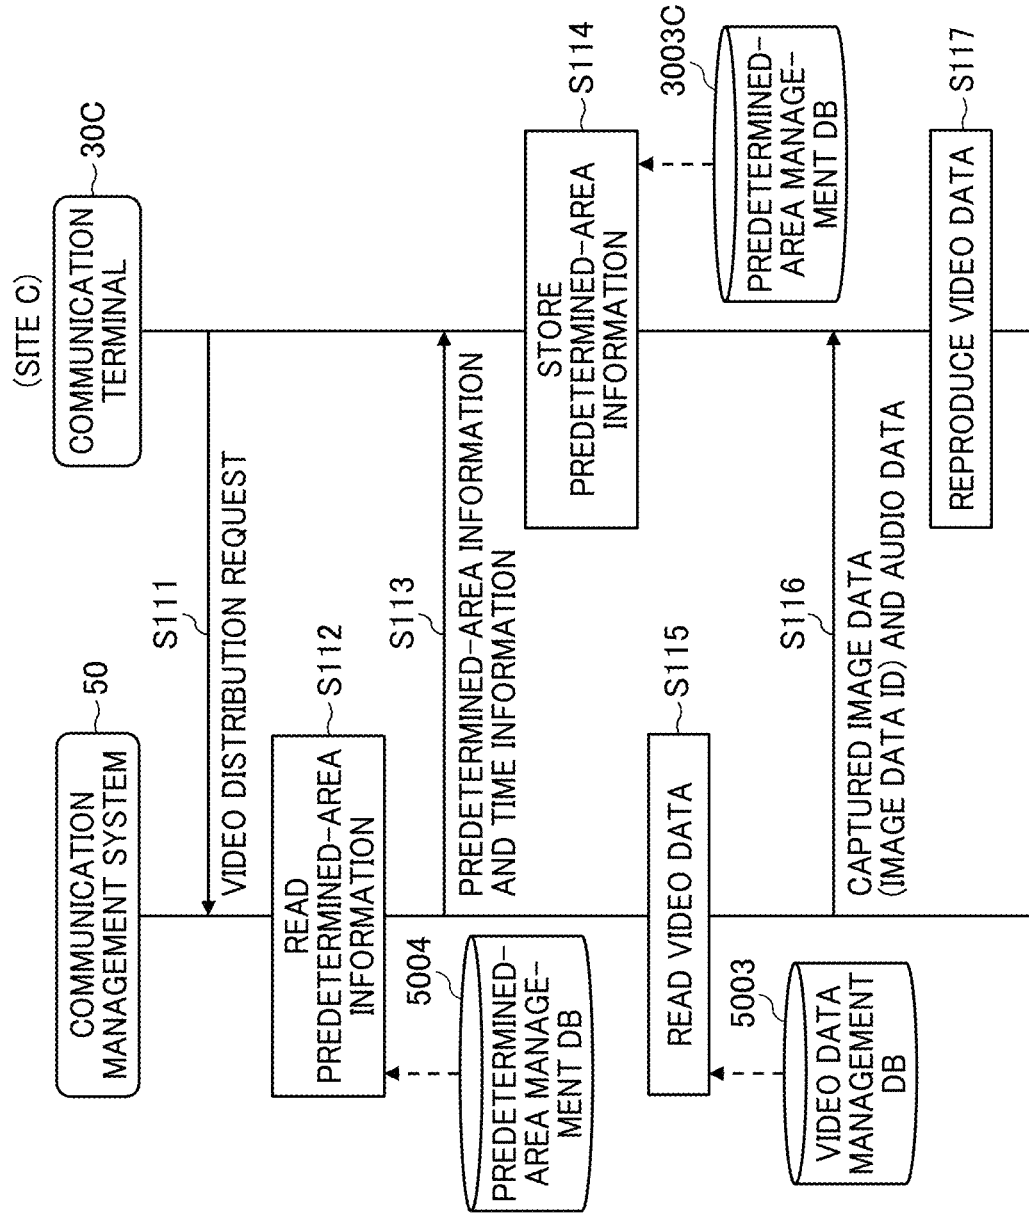 (SITE C)
COMMUNICATION
MANAGEMENT SYSTEM
50
COMMUNICATION
TERMINAL
30C
S111
VIDEO DISTRIBUTION REQUEST
READ
PREDETERMINED-AREA
INFORMATION
S112
5004
PREDETERMINED-
AREA MANAGE-
MENT DB
S113
PREDETERMINED-AREA INFORMATION
AND TIME INFORMATION
STORE
PREDETERMINED-AREA
INFORMATION
S114
3003C
PREDETERMINED-
AREA MANAGE-
MENT DB
READ VIDEO DATA
S115
5003
VIDEO DATA
MANAGEMENT
DB
S116
CAPTURED IMAGE DATA
(IMAGE DATA ID) AND AUDIO DATA
REPRODUCE VIDEO DATA
S117